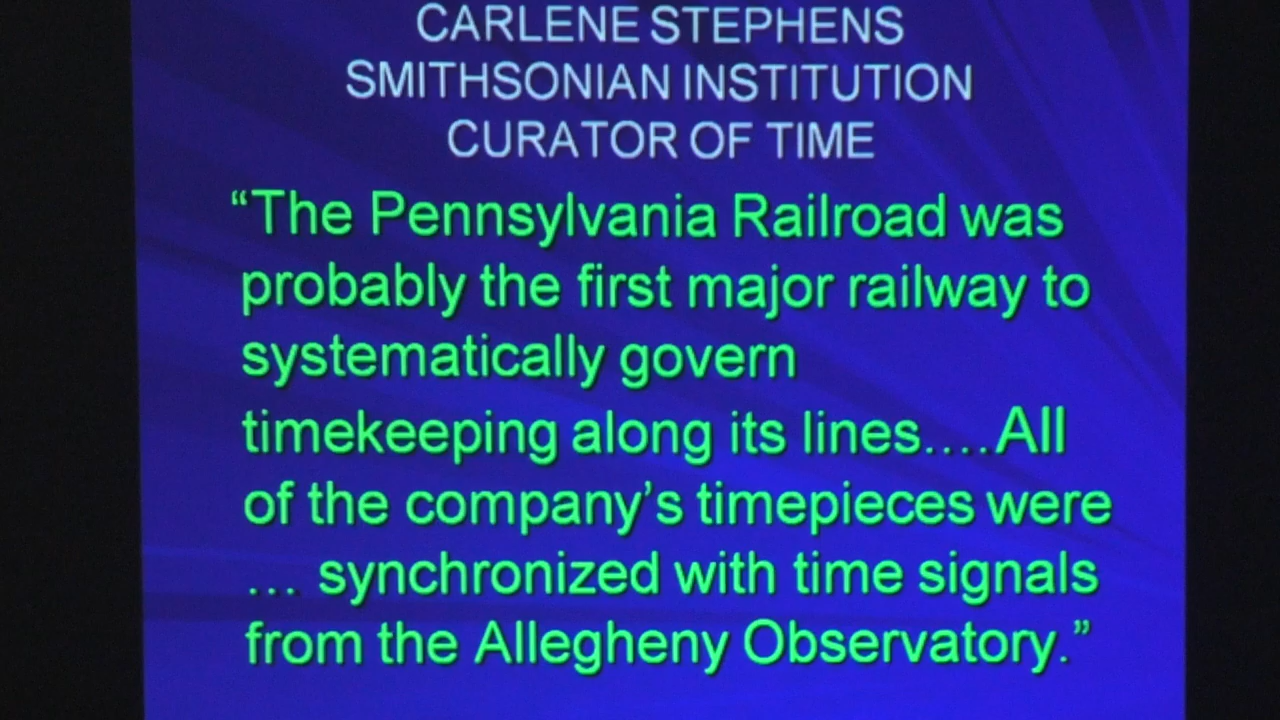 CARLENE STEPHENS
SMITHSONIAN INSTITUTION
CURATOR OF TIME
“The Pennsylvania Railroad was
probably the first major railway to
systematically govern
timekeeping along its lines….All
of the company’s timepieces were
… synchronized with time signals
from the Allegheny Observatory.”